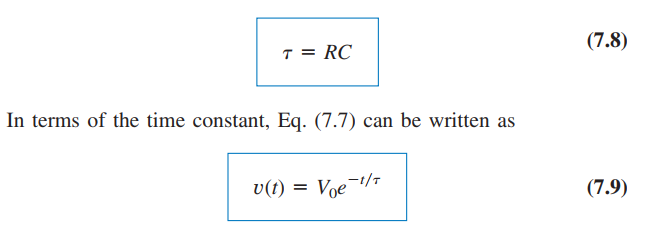 τ = RC (7.8)
In terms of the time constant, Eq. (7.7) can be written as
v(t) = V₀e⁻ᵗ/τ (7.9)